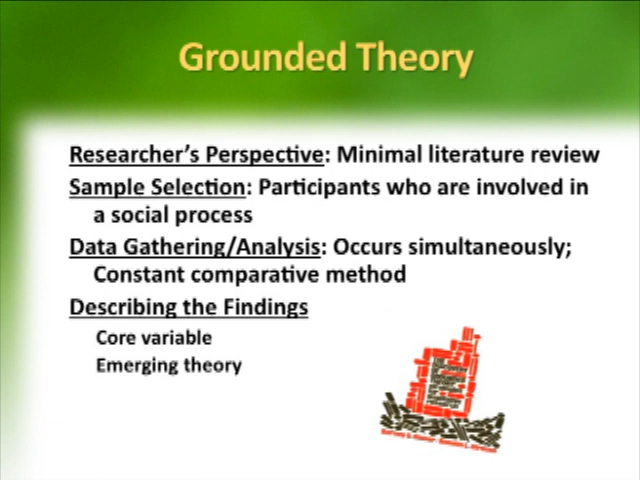 Grounded Theory
Researcher's Perspective: Minimal literature review
Sample Selection: Participants who are involved in
a social process
Data Gathering/Analysis: Occurs simultaneously;
Constant comparative method
Describing the Findings
Core variable
Emerging theory